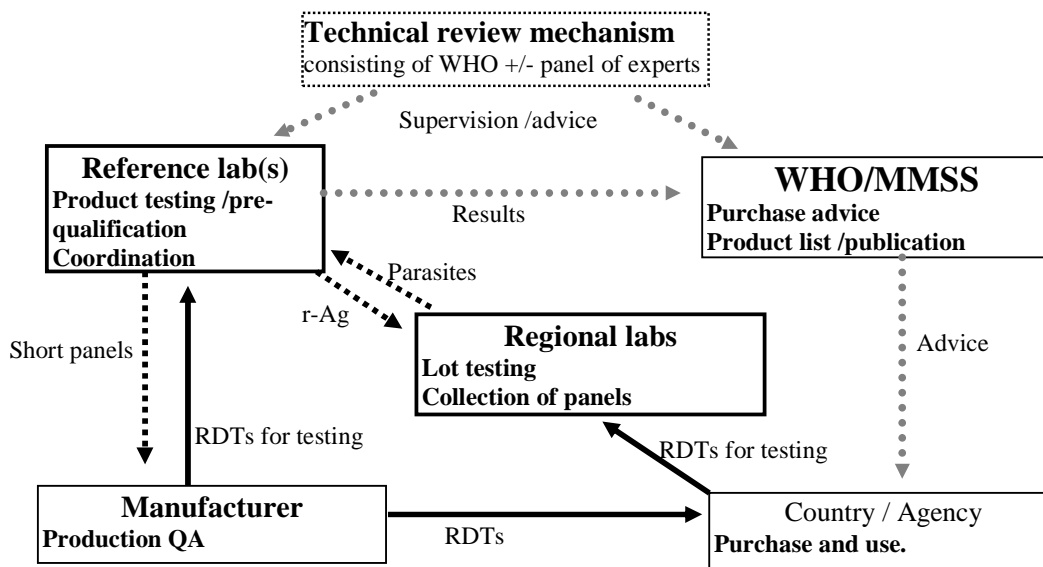 Technical review mechanism
consisting of WHO +/- panel of experts
Supervision /advice
Reference lab(s)
Product testing /pre-
qualification
Coordination
Results
WHO/MMSS
Purchase advice
Product list /publication
Parasites
r-Ag
Regional labs
Lot testing
Collection of panels
Short panels
Advice
RDTs for testing
RDTs for testing
Manufacturer
Production QA
RDTs
Country / Agency
Purchase and use.